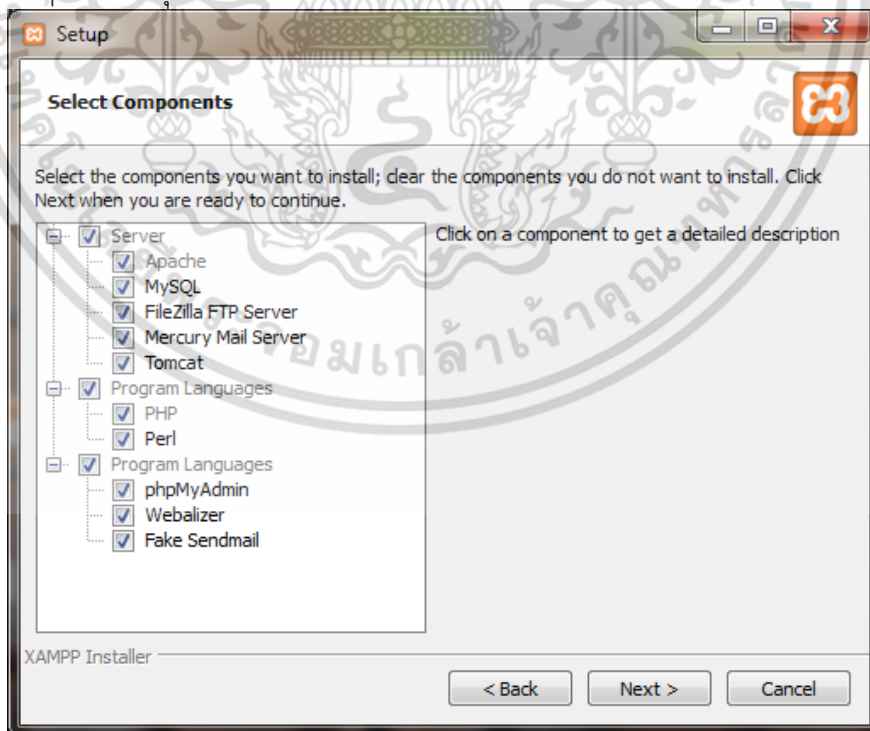 Setup
Select Components
Select the components you want to install; clear the components you do not want to install. Click
Next when you are ready to continue.
Server
Apache
MySQL
FileZilla FTP Server
Mercury Mail Server
Tomcat
Program Languages
PHP
Perl
Program Languages
phpMyAdmin
Webalizer
Fake Sendmail
Click on a component to get a detailed description
XAMPP Installer
< Back
Next >
Cancel